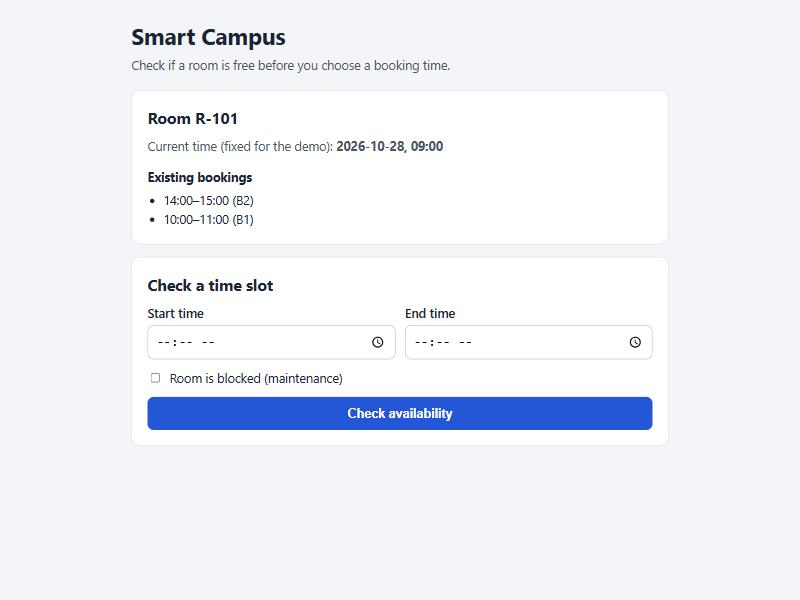 Smart Campus
Check if a room is free before you choose a booking time.
Room R-101
Current time (fixed for the demo): 2026-10-28, 09:00
Existing bookings
• 14:00–15:00 (B2)
• 10:00–11:00 (B1)
Check a time slot
Start time End time
--:-- -- --:-- --
Room is blocked (maintenance)
Check availability